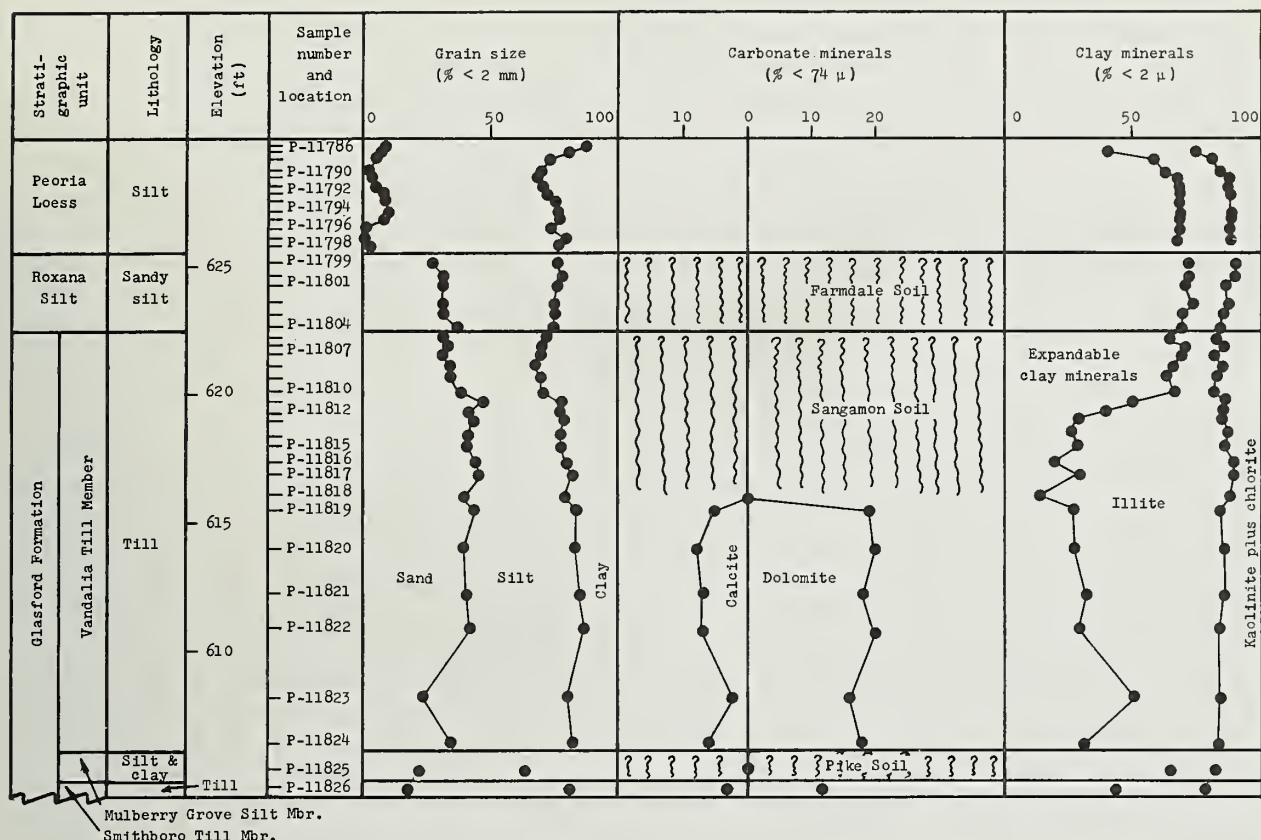 Strati-
graphic
unit
Lithology
Elevation
(ft)
Sample
number
and
location
Grain size
(% < 2 mm)
0 50 100
Carbonate minerals
(% < 74 μ)
10 0 10 20
Clay minerals
(% < 2 μ)
0 50 100
Peoria
Loess
Silt
Roxana
Silt
Sandy
silt
Glasford Formation
Vandalia Till Member
Till
Silt &
clay
Till
Mulberry Grove Silt Mbr.
Smithboro Till Mbr.
625
620
615
610
P-11786
P-11790
P-11792
P-11794
P-11796
P-11798
P-11799
P-11801
P-11804
P-11807
P-11810
P-11812
P-11815
P-11816
P-11817
P-11818
P-11819
P-11820
P-11821
P-11822
P-11823
P-11824
P-11825
P-11826
Sand
Silt
Clay
Farmdale Soil
Sangamon Soil
Calcite
Dolomite
Pike Soil
Expandable
clay minerals
Illite
Kaolinite plus chlorite